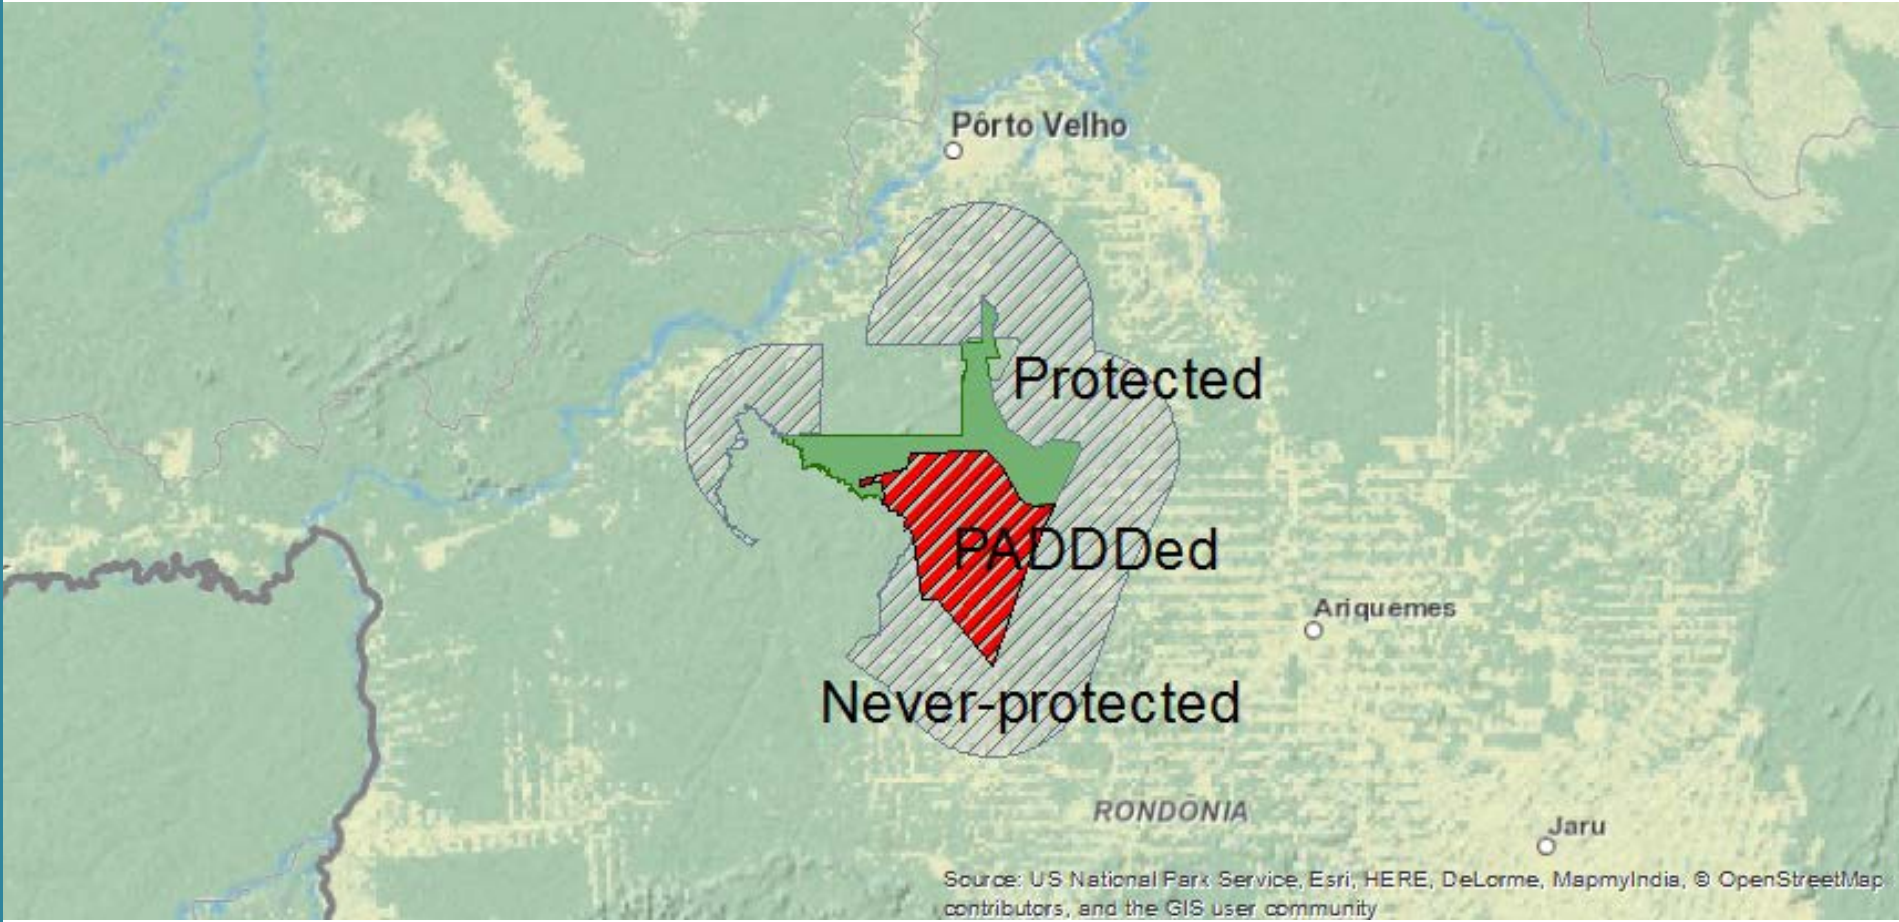 Pôrto Velho
Protected
PADDDed
Ariquemes
Never-protected
RONDÔNIA
Jaru
Source: US National Park Service, Esri, HERE, DeLorme, MapmyIndia, © OpenStreetMap
contributors, and the GIS user community